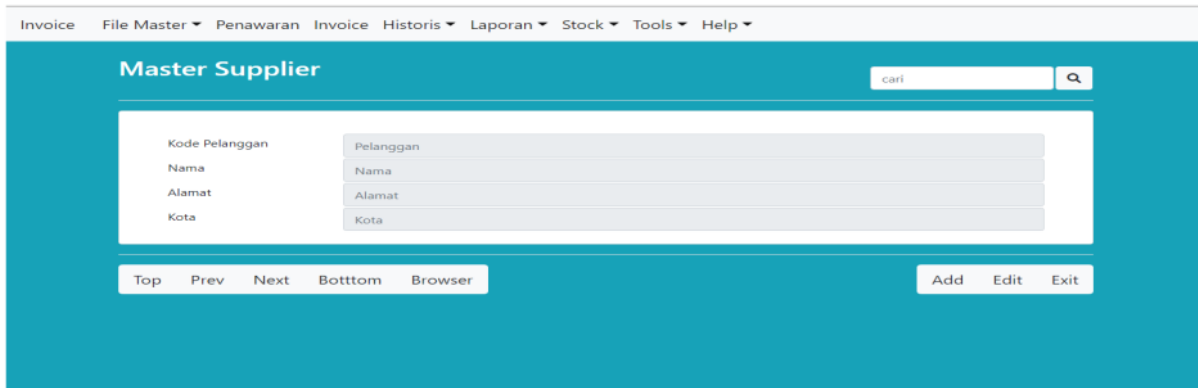 Invoice File Master Penawaran Invoice Historis Laporan Stock Tools Help
Master Supplier
cari
Kode Pelanggan Pelanggan
Nama Nama
Alamat Alamat
Kota Kota
Top Prev Next Botttom Browser Add Edit Exit